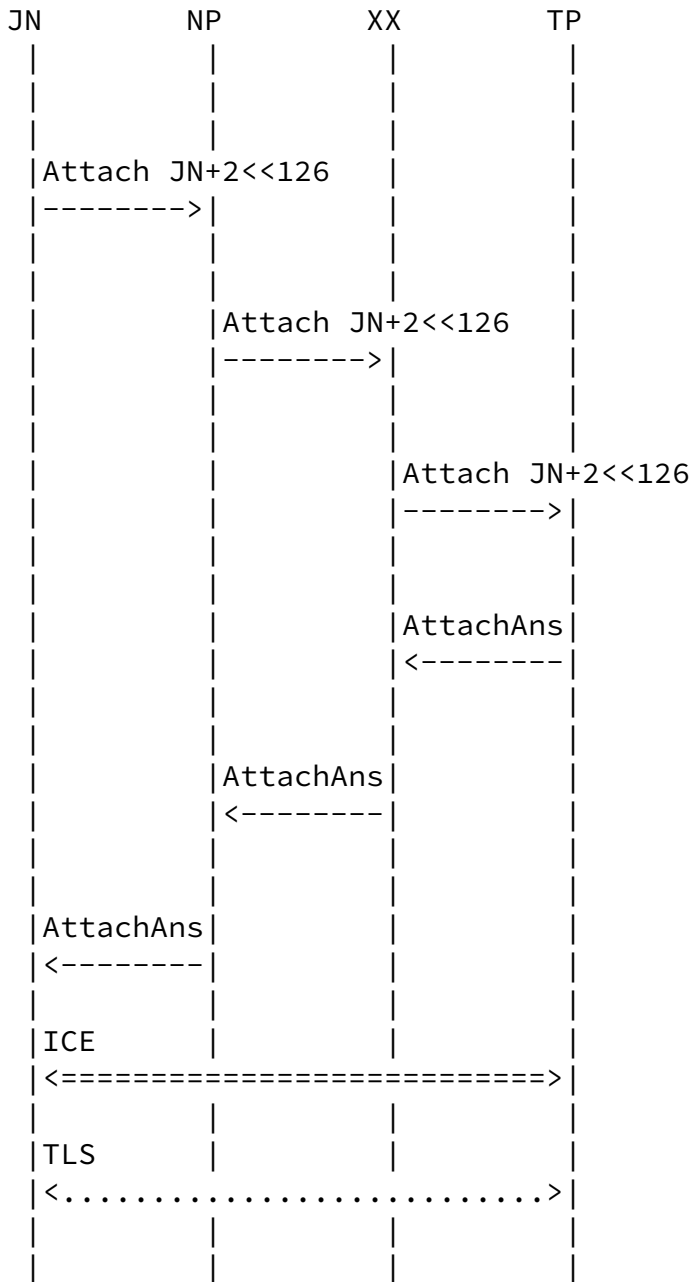 JN NP XX TP
Attach JN+2<<126
-------->
Attach JN+2<<126
-------->
Attach JN+2<<126
-------->
AttachAns
<--------
AttachAns
<--------
AttachAns
<--------
ICE
<===========================>
TLS
<...........................>